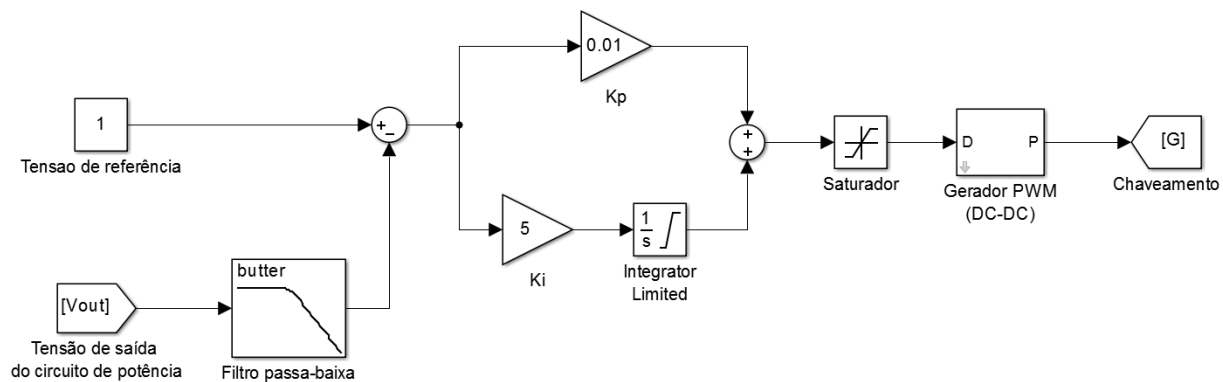 0.01
Kp
1
Tensao de referência
+
−
+
+
Saturador
D
P
Gerador PWM
(DC-DC)
[G]
Chaveamento
5
Ki
1
s
Integrator
Limited
butter
Filtro passa-baixa
[Vout]
Tensão de saída
do circuito de potência